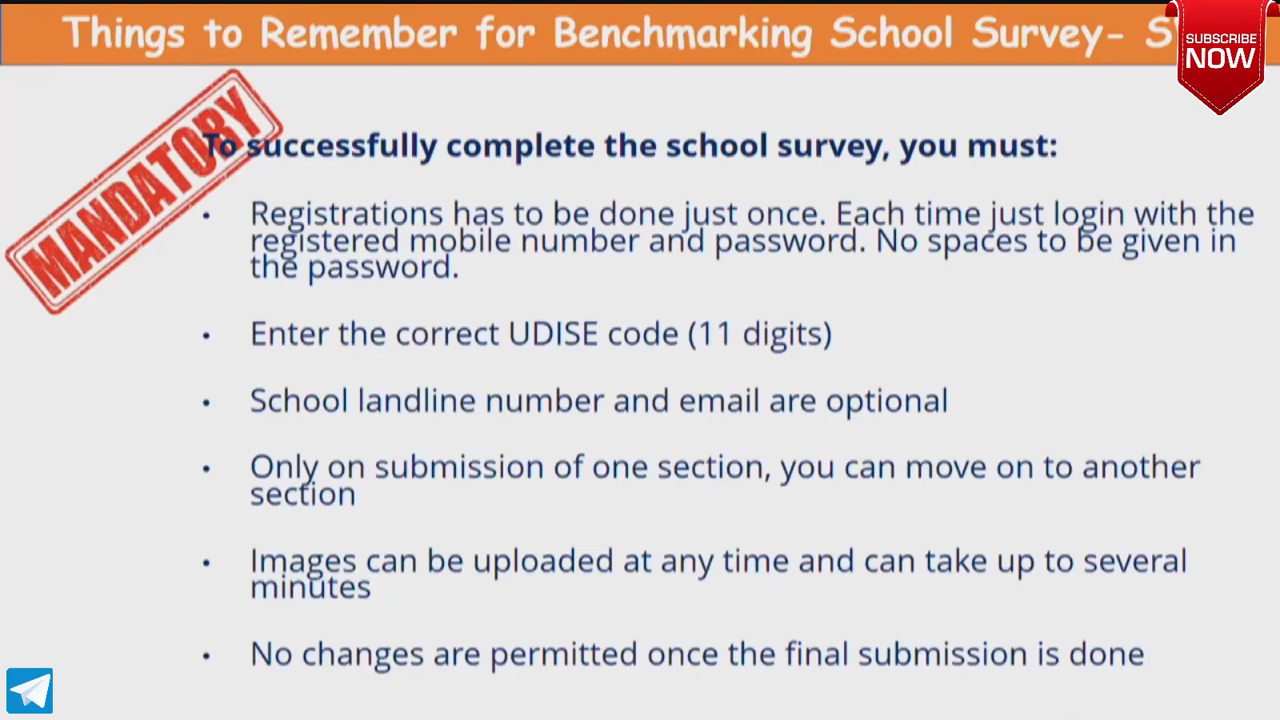 Things to Remember for Benchmarking School Survey- S
SUBSCRIBE
NOW
MANDATORY
To successfully complete the school survey, you must:
• Registrations has to be done just once. Each time just login with the
registered mobile number and password. No spaces to be given in
the password.
• Enter the correct UDISE code (11 digits)
• School landline number and email are optional
• Only on submission of one section, you can move on to another
section
• Images can be uploaded at any time and can take up to several
minutes
• No changes are permitted once the final submission is done